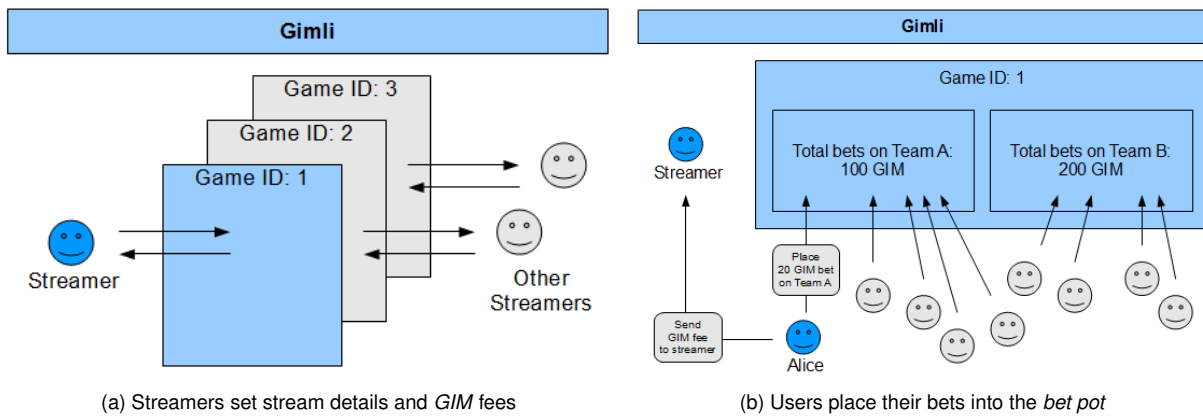 Gimli
Game ID: 3
Game ID: 2
Game ID: 1
Streamer
Other
Streamers
(a) Streamers set stream details and GIM fees
Gimli
Game ID: 1
Total bets on Team A:
100 GIM
Total bets on Team B:
200 GIM
Streamer
Place
20 GIM bet
on Team A
Send
GIM fee
to streamer
Alice
(b) Users place their bets into the bet pot